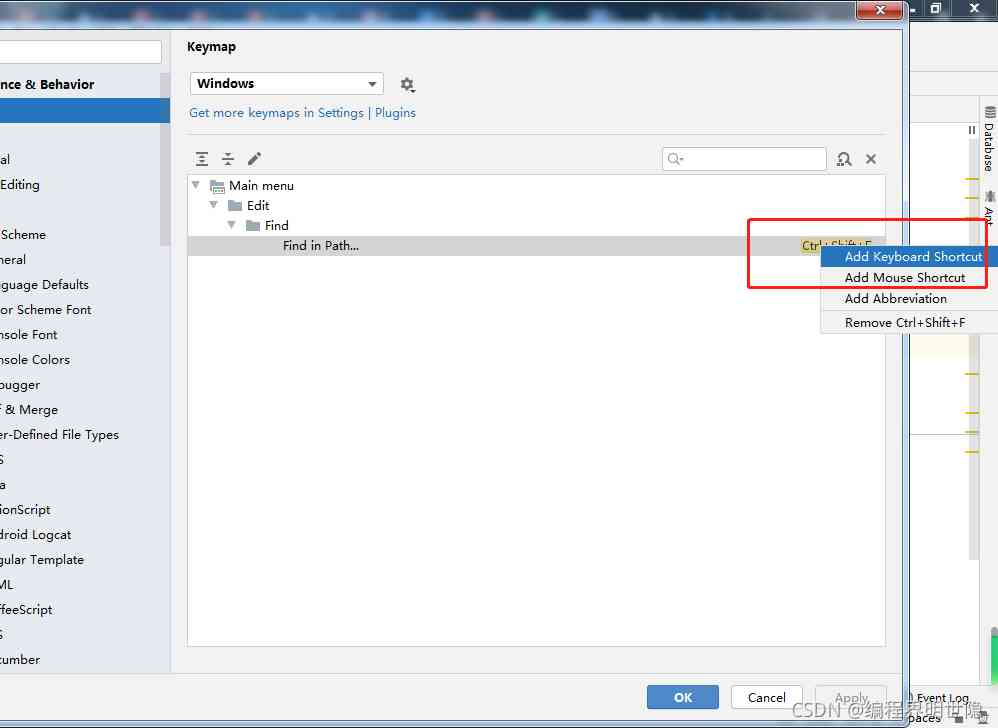 Keymap
nce & Behavior
al
Editing
Scheme
neral
guage Defaults
or Scheme Font
nsole Font
nsole Colors
bugger
f & Merge
er-Defined File Types
S
a
ionScript
droid Logcat
gular Template
ML
ffeeScript
S
cumber
Windows
Get more keymaps in Settings | Plugins
Main menu
Edit
Find
Find in Path...
Ctrl+Shift+F
Add Keyboard Shortcut
Add Mouse Shortcut
Add Abbreviation
Remove Ctrl+Shift+F
OK
Cancel
Apply
Database
Ant
Event Log
paces
CSDN @编程界明世隐